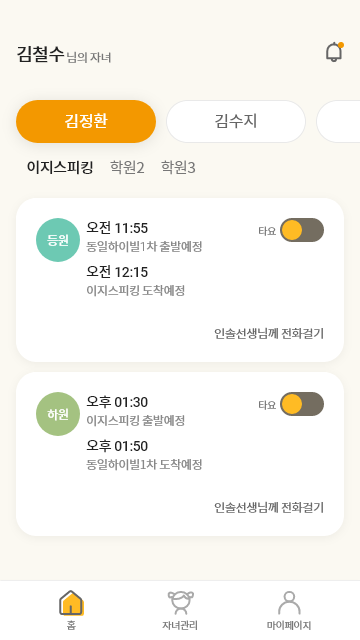 김철수님의 자녀
김정환 김수지
이지스피킹 학원2 학원3
등원 오전 11:55 타요
동일하이빌1차 출발예정
오전 12:15
이지스피킹 도착예정
인솔선생님께 전화걸기
하원 오후 01:30 타요
이지스피킹 출발예정
오후 01:50
동일하이빌1차 도착예정
인솔선생님께 전화걸기
홈 자녀관리 마이페이지